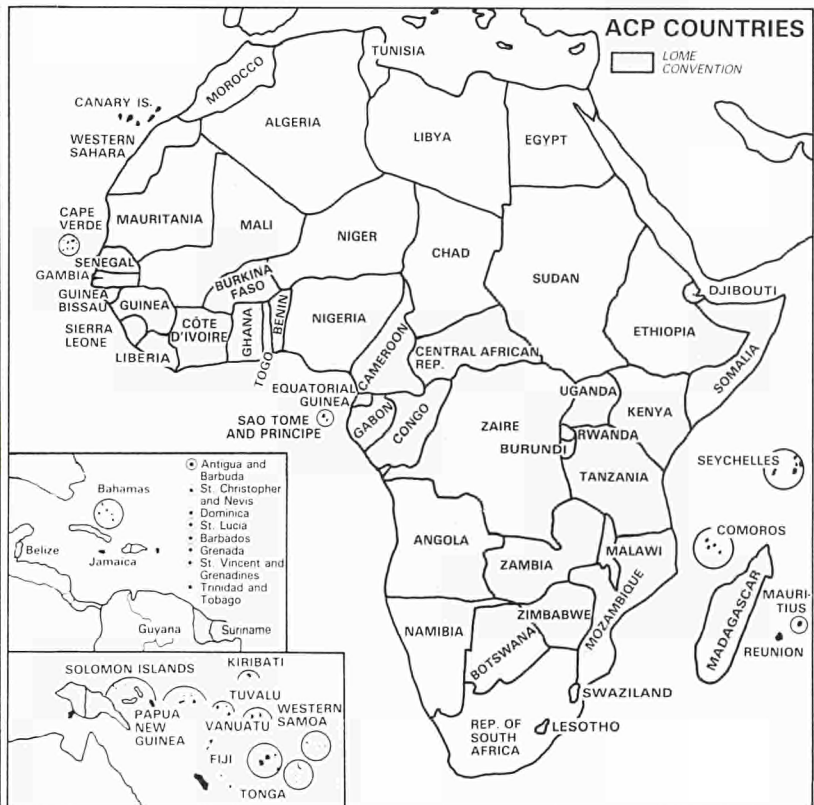 ACP COUNTRIES
LOME
CONVENTION
TUNISIA
MOROCCO
CANARY IS.
ALGERIA
LIBYA
EGYPT
WESTERN
SAHARA
CAPE
VERDE
MAURITANIA
MALI
NIGER
CHAD
SUDAN
SENEGAL
GAMBIA
GUINEA
BISSAU
GUINEA
BURKINA
FASO
DJIBOUTI
SIERRA
LEONE
CÔTE
D'IVOIRE
GHANA
TOGO
BENIN
NIGERIA
ETHIOPIA
LIBERIA
CAMEROON
CENTRAL AFRICAN
REP.
SOMALIA
EQUATORIAL
GUINEA
UGANDA
KENYA
SAO TOME
AND PRINCIPE
GABON
CONGO
ZAIRE
RWANDA
BURUNDI
TANZANIA
SEYCHELLES
ANGOLA
ZAMBIA
MALAWI
COMOROS
NAMIBIA
ZIMBABWE
BOTSWANA
MOZAMBIQUE
MADAGASCAR
MAURI-
TIUS
REUNION
SWAZILAND
REP. OF
SOUTH
AFRICA
LESOTHO
Bahamas
Belize
Jamaica
Guyana
Suriname
Antigua and
Barbuda
St. Christopher
and Nevis
Dominica
St. Lucia
Barbados
Grenada
St. Vincent and
Grenadines
Trinidad and
Tobago
SOLOMON ISLANDS
KIRIBATI
TUVALU
PAPUA
NEW
GUINEA
VANUATU
WESTERN
SAMOA
FIJI
TONGA